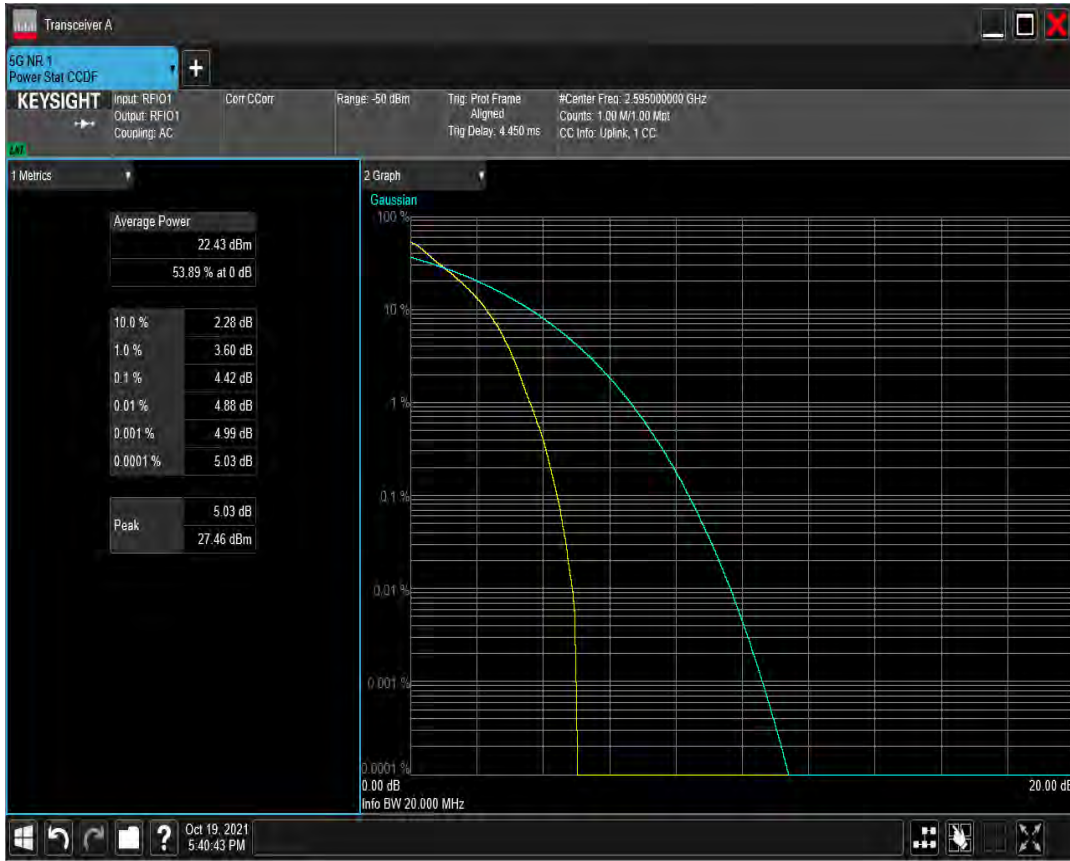 Transceiver A
5G NR 1
Power Stat CCDF
+
KEYSIGHT
Input: RFIO1
Output: RFIO1
Coupling: AC
Corr CCorr
Range: -50 dBm
Trig: Prot Frame
Aligned
Trig Delay: 4.450 ms
#Center Freq: 2.595000000 GHz
Counts: 1.00 M/1.00 Mpt
CC Info: Uplink, 1 CC
1 Metrics
Average Power
22.43 dBm
53.89 % at 0 dB
10.0 % 2.28 dB
1.0 % 3.60 dB
0.1 % 4.42 dB
0.01 % 4.88 dB
0.001 % 4.99 dB
0.0001 % 5.03 dB
Peak
5.03 dB
27.46 dBm
2 Graph
Gaussian
100 %
10 %
1 %
0.1 %
0.01 %
0.001 %
0.0001 %
0.00 dB
20.00 dB
Info BW 20.000 MHz
?
Oct 19, 2021
5:40:43 PM